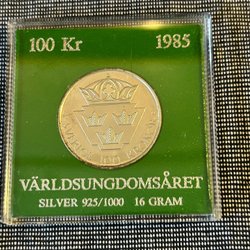 100 Kr 1985
VÄRLDSUNGDOMSÅRET
SILVER 925/1000 16 GRAM